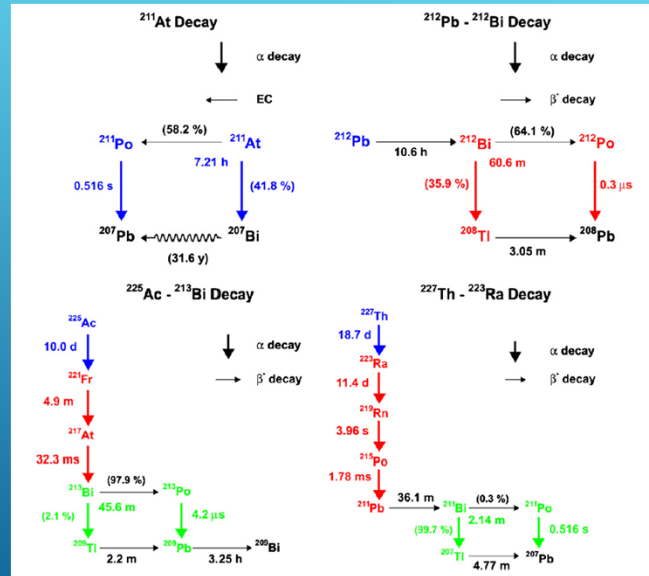 ²¹¹At Decay
α decay
EC
(58.2 %)
²¹¹Po
²¹¹At
7.21 h
0.516 s
(41.8 %)
²⁰⁷Pb
²⁰⁷Bi
(31.6 y)
²¹²Pb - ²¹²Bi Decay
α decay
β⁻ decay
²¹²Pb
²¹²Bi
(64.1 %)
²¹²Po
10.6 h
60.6 m
(35.9 %)
0.3 μs
²⁰⁸Tl
²⁰⁸Pb
3.05 m
²²⁵Ac - ²¹³Bi Decay
²²⁵Ac
10.0 d
α decay
²²¹Fr
β⁻ decay
4.9 m
²¹⁷At
32.3 ms
(97.9 %)
²¹³Bi
²¹³Po
45.6 m
(2.1 %)
4.2 μs
²⁰⁹Tl
²⁰⁹Pb
²⁰⁹Bi
2.2 m
3.25 h
²²⁷Th - ²²³Ra Decay
²²⁷Th
18.7 d
α decay
²²³Ra
β⁻ decay
11.4 d
²¹⁹Rn
3.96 s
²¹⁵Po
1.78 ms
²¹¹Pb
36.1 m
²¹¹Bi
(0.3 %)
²¹¹Po
2.14 m
(99.7 %)
0.516 s
²⁰⁷Tl
²⁰⁷Pb
4.77 m